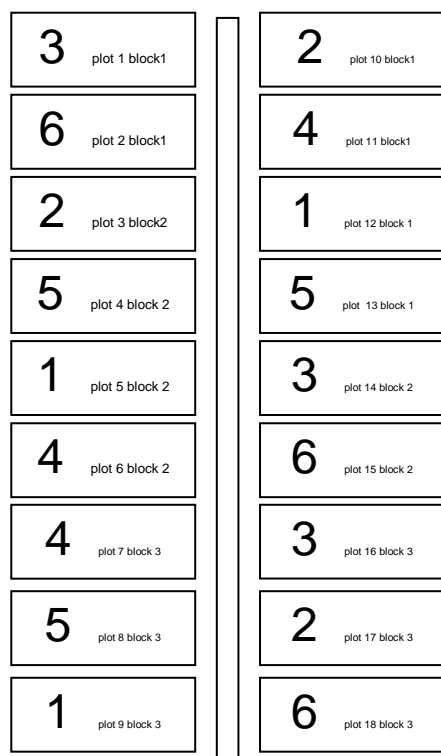 3 plot 1 block1
6 plot 2 block1
2 plot 3 block2
5 plot 4 block 2
1 plot 5 block 2
4 plot 6 block 2
4 plot 7 block 3
5 plot 8 block 3
1 plot 9 block 3
2 plot 10 block1
4 plot 11 block1
1 plot 12 block 1
5 plot 13 block 1
3 plot 14 block 2
6 plot 15 block 2
3 plot 16 block 3
2 plot 17 block 3
6 plot 18 block 3